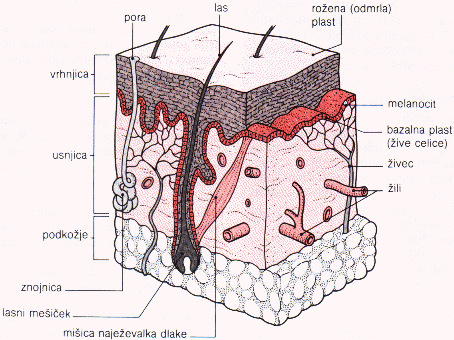 las
pora
rožena (odmrla)
plast
vrhnjica
melanocit
bazalna plast
(žive celice)
usnjica
živec
žili
podkožje
znojnica
lasni mešiček
mišica naježevalka dlake